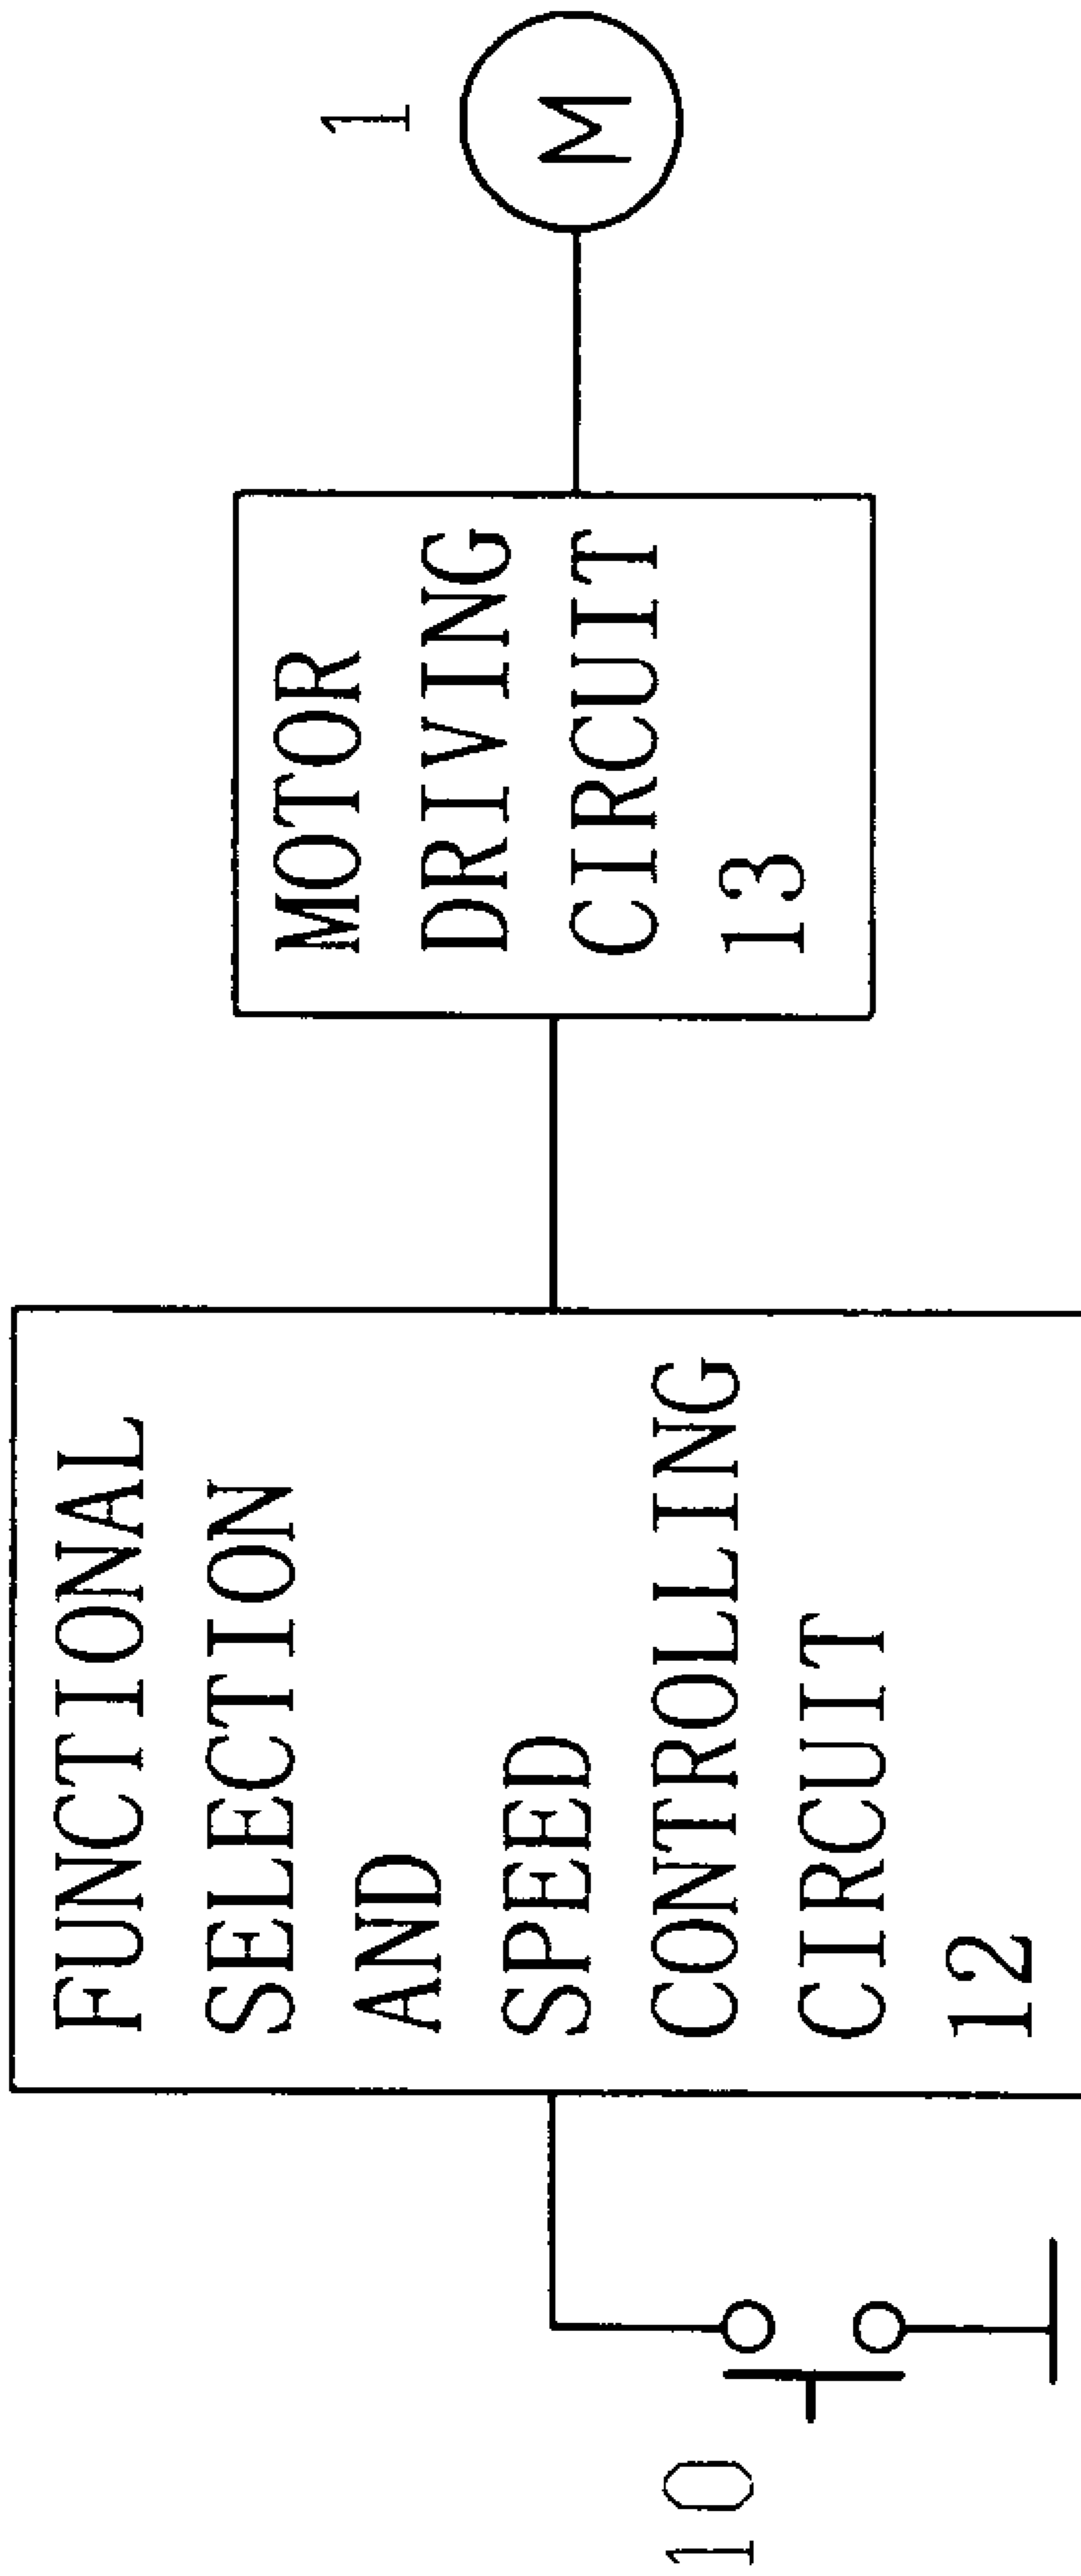 10
FUNCTIONAL
SELECTION
AND
SPEED
CONTROLLING
CIRCUIT
12
MOTOR
DRIVING
CIRCUIT
13
1
M